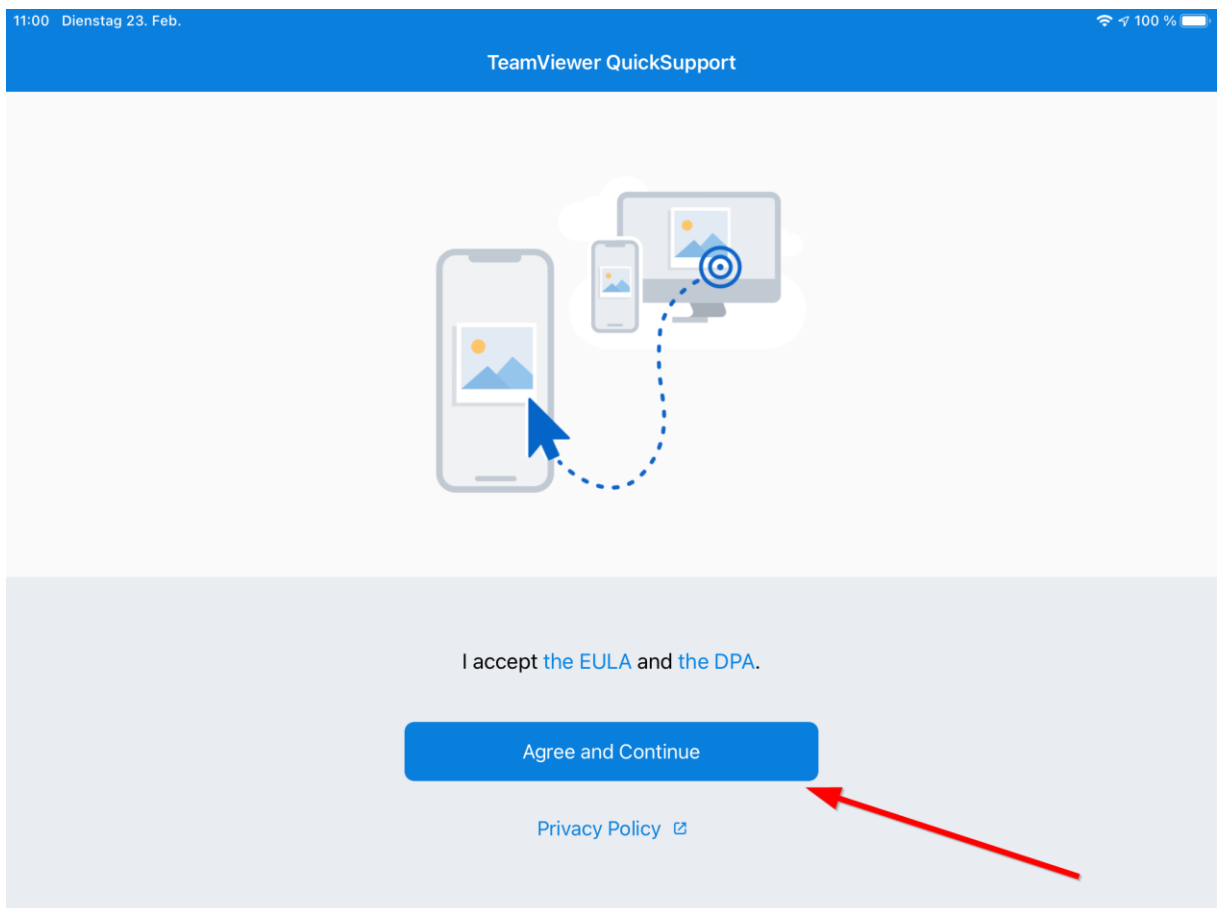 11:00 Dienstag 23. Feb. 100 %
TeamViewer QuickSupport
I accept the EULA and the DPA.
Agree and Continue
Privacy Policy